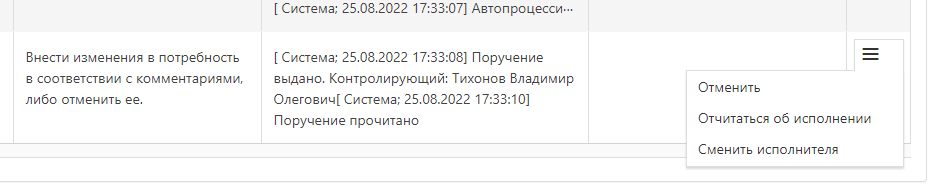 [ Система; 25.08.2022 17:33:07] Автопроцесси···
Внести изменения в потребность
в соответствии с комментариями,
либо отменить ее.
[ Система; 25.08.2022 17:33:08] Поручение
выдано. Контролирующий: Тихонов Владимир
Олегович[ Система; 25.08.2022 17:33:10]
Поручение прочитано
Отменить
Отчитаться об исполнении
Сменить исполнителя